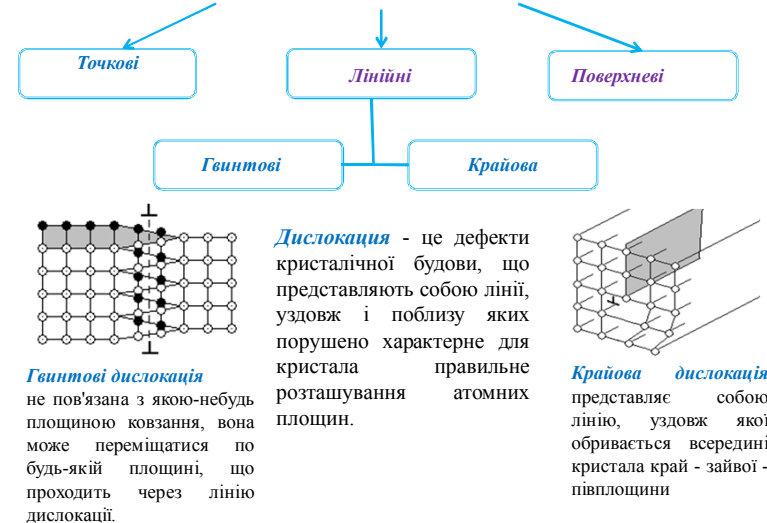 Точкові
Лінійні
Поверхневі
Гвинтові
Крайова
Дислокация - це дефекти
кристалічної будови, що
представляють собою лінії,
уздовж і поблизу яких
порушено характерне для
кристала правильне
розташування атомних
площин.
Гвинтові дислокація
не пов'язана з якою-небудь
площиною ковзання, вона
може переміщатися по
будь-якій площині, що
проходить через лінію
дислокації.
Крайова дислокація
представляє собою
лінію, уздовж якої
обривається всередині
кристала край - зайвої -
півплощини